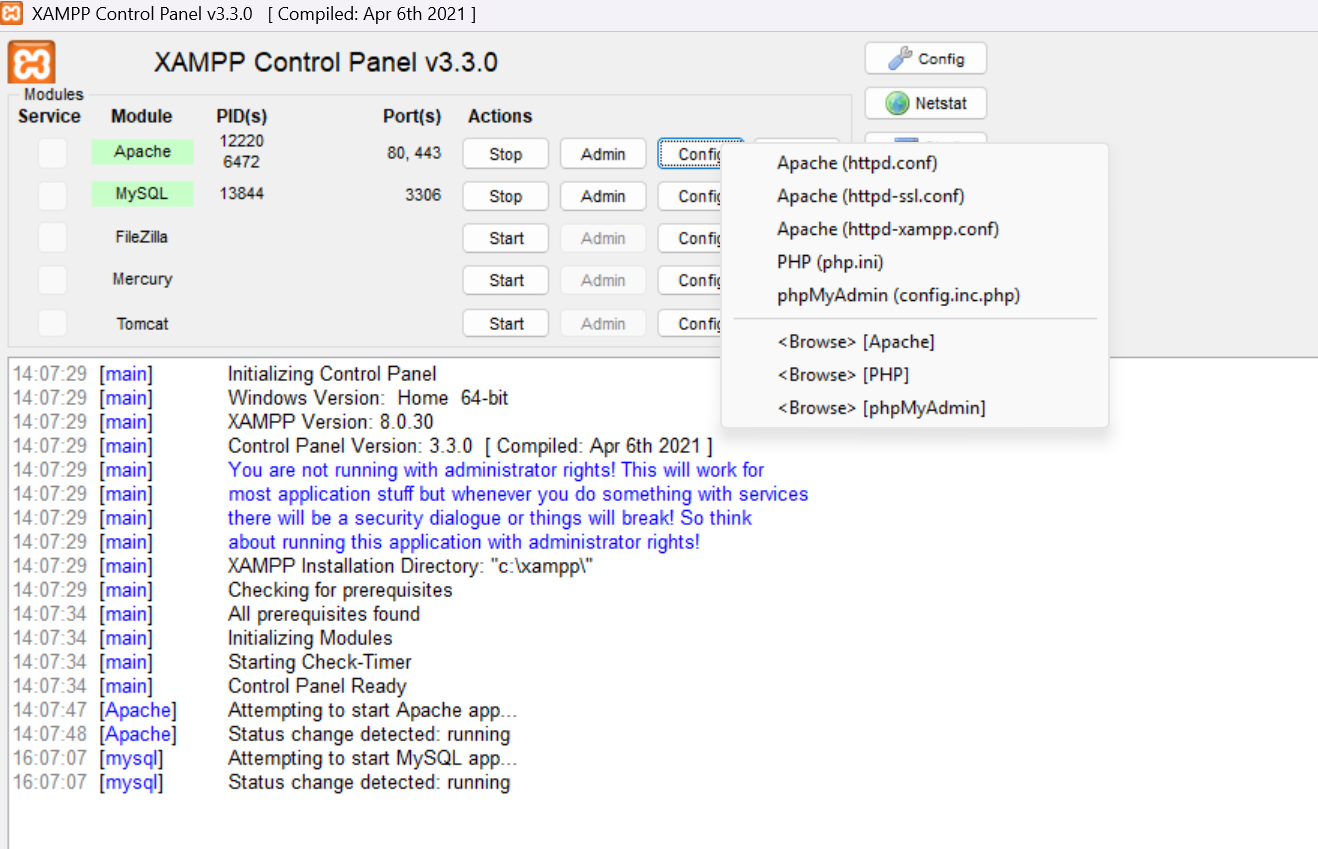 XAMPP Control Panel v3.3.0 [ Compiled: Apr 6th 2021 ]
XAMPP Control Panel v3.3.0
Config
Netstat
Modules
Service Module PID(s) Port(s) Actions
Apache 12220 6472 80, 443 Stop Admin Config
MySQL 13844 3306 Stop Admin Config
FileZilla Start Admin Config
Mercury Start Admin Config
Tomcat Start Admin Config
Apache (httpd.conf)
Apache (httpd-ssl.conf)
Apache (httpd-xampp.conf)
PHP (php.ini)
phpMyAdmin (config.inc.php)
<Browse> [Apache]
<Browse> [PHP]
<Browse> [phpMyAdmin]
14:07:29 [main] Initializing Control Panel
14:07:29 [main] Windows Version: Home 64-bit
14:07:29 [main] XAMPP Version: 8.0.30
14:07:29 [main] Control Panel Version: 3.3.0 [ Compiled: Apr 6th 2021 ]
14:07:29 [main] You are not running with administrator rights! This will work for
14:07:29 [main] most application stuff but whenever you do something with services
14:07:29 [main] there will be a security dialogue or things will break! So think
14:07:29 [main] about running this application with administrator rights!
14:07:29 [main] XAMPP Installation Directory: "c:\xampp\"
14:07:29 [main] Checking for prerequisites
14:07:34 [main] All prerequisites found
14:07:34 [main] Initializing Modules
14:07:34 [main] Starting Check-Timer
14:07:34 [main] Control Panel Ready
14:07:47 [Apache] Attempting to start Apache app...
14:07:48 [Apache] Status change detected: running
16:07:07 [mysql] Attempting to start MySQL app...
16:07:07 [mysql] Status change detected: running